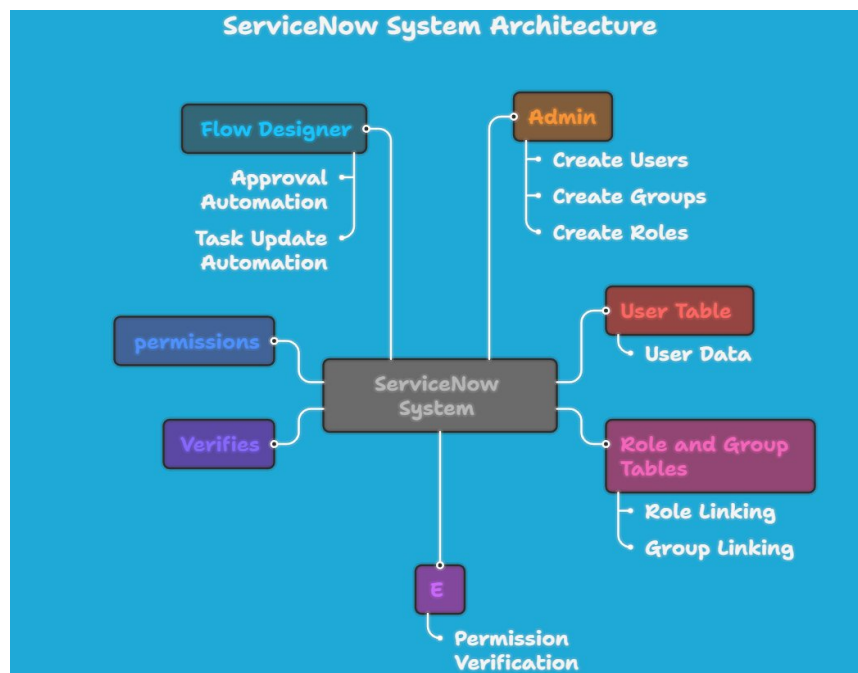 ServiceNow System Architecture
Flow Designer
Approval
Automation
Task Update
Automation
Admin
Create Users
Create Groups
Create Roles
permissions
Verifies
ServiceNow
System
User Table
User Data
Role and Group
Tables
Role Linking
Group Linking
E
Permission
Verification